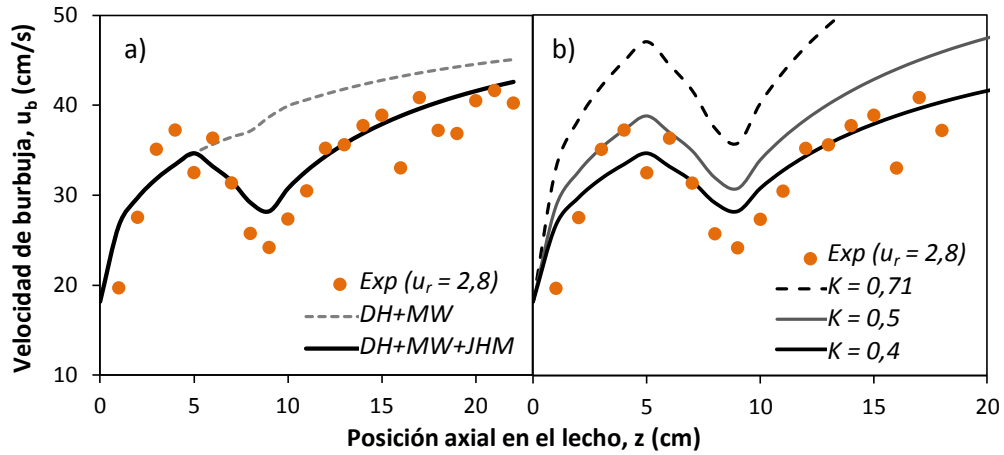 Velocidad de burbuja, u_b (cm/s)
50
40
30
20
10
a)
Exp (u_r = 2,8)
DH+MW
DH+MW+JHM
0
5
10
15
20
b)
Exp (u_r = 2,8)
K = 0,71
K = 0,5
K = 0,4
0
5
10
15
20
Posición axial en el lecho, z (cm)